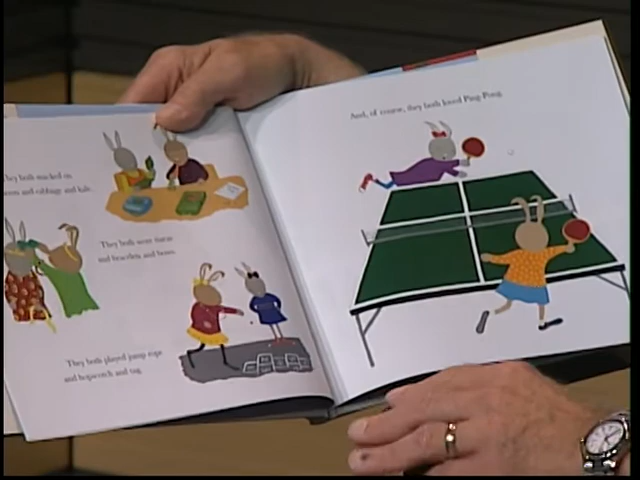 They both snacked on
and cabbage and kale.
They both wore tiaras
and bracelets and bows.
They both played jump rope
and hopscotch and tag.
And, of course, they both loved Ping-Pong.